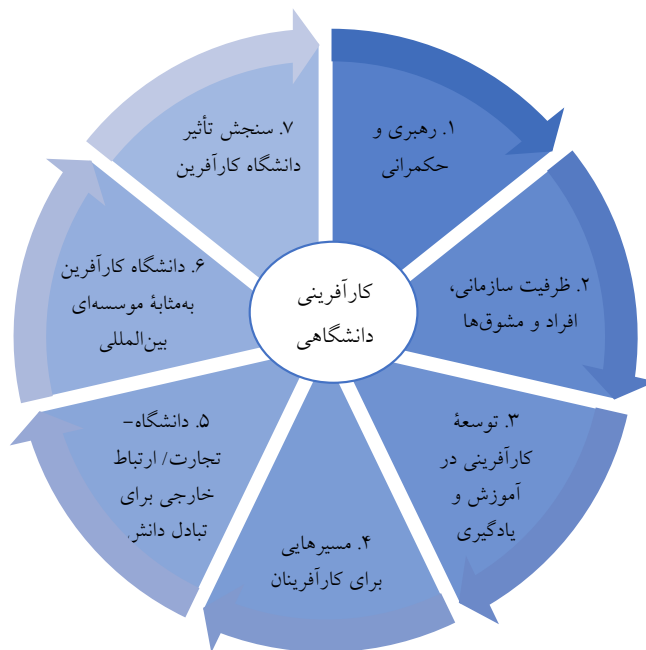 ۱. رهبری و
حکمرانی
۲. ظرفیت سازمانی،
افراد و مشوق‌ها
۳. توسعهٔ
کارآفرینی در
آموزش و
یادگیری
۴. مسیرهایی
برای کارآفرینان
۵. دانشگاه–
تجارت/ ارتباط
خارجی برای
تبادل دانش.
۶. دانشگاه کارآفرین
به‌مثابهٔ موسسه‌ای
بین‌المللی
۷. سنجش تأثیر
دانشگاه کارآفرین
کارآفرینی
دانشگاهی